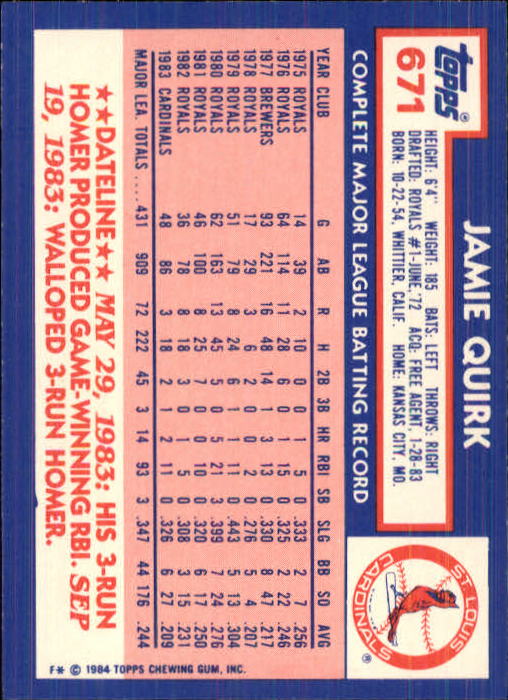 topps®
671
JAMIE QUIRK
HEIGHT: 6'4" WEIGHT: 185 BATS: LEFT THROWS: RIGHT
DRAFTED: ROYALS #1-JUNE, '72 ACQ: FREE AGENT, 1-28-83
BORN: 10-22-54, WHITTIER, CALIF. HOME: KANSAS CITY, MO.
ST. LOUIS
CARDINALS
®
COMPLETE MAJOR LEAGUE BATTING RECORD
YEAR CLUB G AB R H 2B 3B HR RBI SB SLG BB SO AVG
1975 ROYALS 14 39 2 10 0 0 1 5 0 .333 2 7 .256
1976 ROYALS 64 114 11 28 6 0 1 15 0 .325 2 22 .246
1977 BREWERS 93 221 16 48 14 1 3 13 0 .330 8 47 .217
1978 ROYALS 17 29 3 6 2 0 0 2 0 .276 5 4 .207
1979 ROYALS 51 79 8 24 6 1 1 11 0 .443 5 13 .304
1980 ROYALS 62 163 13 45 5 0 5 21 3 .399 7 24 .276
1981 ROYALS 46 100 8 25 7 0 0 10 0 .320 6 17 .250
1982 ROYALS 36 78 8 18 3 0 1 5 0 .308 3 15 .231
1983 CARDINALS 48 86 3 18 2 1 2 11 0 .326 6 27 .209
MAJOR LEA. TOTALS .... 431 909 72 222 45 3 14 93 3 .347 44 176 .244
★★DATELINE★★ MAY 29, 1983: HIS 3-RUN
HOMER PRODUCED GAME-WINNING RBI. SEP
19, 1983: WALLOPED 3-RUN HOMER.
F* © 1984 TOPPS CHEWING GUM, INC.